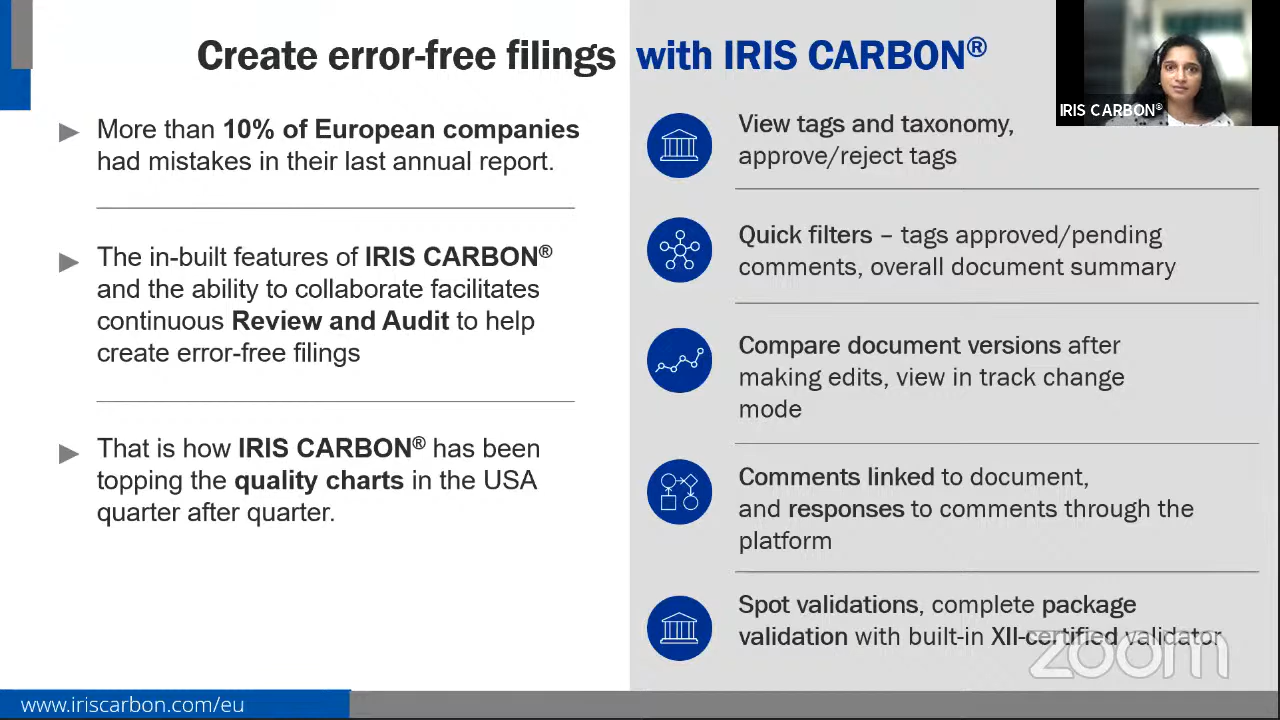 Create error-free filings with IRIS CARBON®
More than 10% of European companies
had mistakes in their last annual report.
The in-built features of IRIS CARBON®
and the ability to collaborate facilitates
continuous Review and Audit to help
create error-free filings
That is how IRIS CARBON® has been
topping the quality charts in the USA
quarter after quarter.
IRIS CARBON®
View tags and taxonomy,
approve/reject tags
Quick filters – tags approved/pending
comments, overall document summary
Compare document versions after
making edits, view in track change
mode
Comments linked to document,
and responses to comments through the
platform
Spot validations, complete package
validation with built-in XII-certified validator
zoom
www.iriscarbon.com/eu